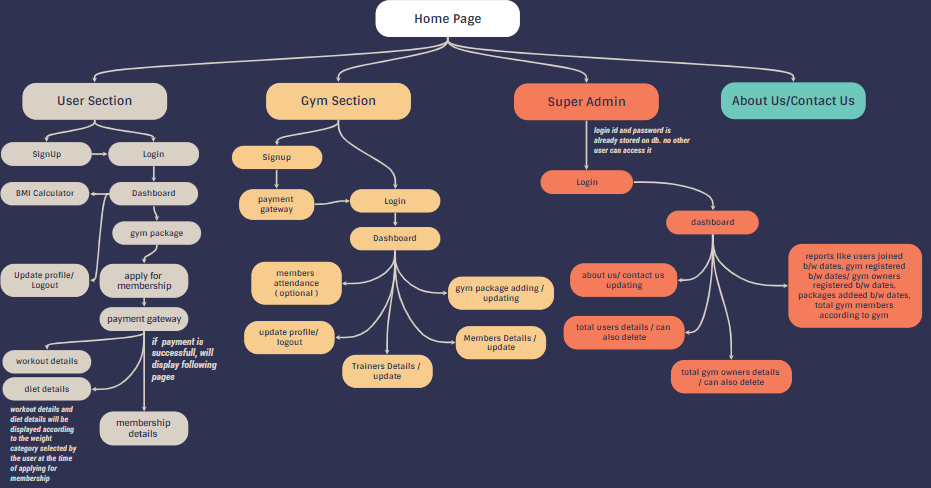 Home Page
User Section
Gym Section
Super Admin
About Us/Contact Us
SignUp
Login
BMI Calculator
Dashboard
gym package
Update profile/
Logout
apply for
membership
payment gateway
if payment is
successfull, will
display following
pages
workout details
diet details
workout details and
diet details will be
displayed according
to the weight
category selected by
the user at the time
of applying for
membership
membership
details
Signup
payment
gateway
Login
Dashboard
members
attendance
( optional )
update profile/
logout
Trainers Details /
update
gym package adding /
updating
Members Details /
update
login id and password is
already stored on db. no other
user can access it
Login
dashboard
about us/ contact us
updating
total users details / can
also delete
total gym owners details
/ can also delete
reports like users joined
b/w dates, gym registered
b/w dates/ gym owners
registered b/w dates,
packages addeed b/w dates,
total gym members
according to gym